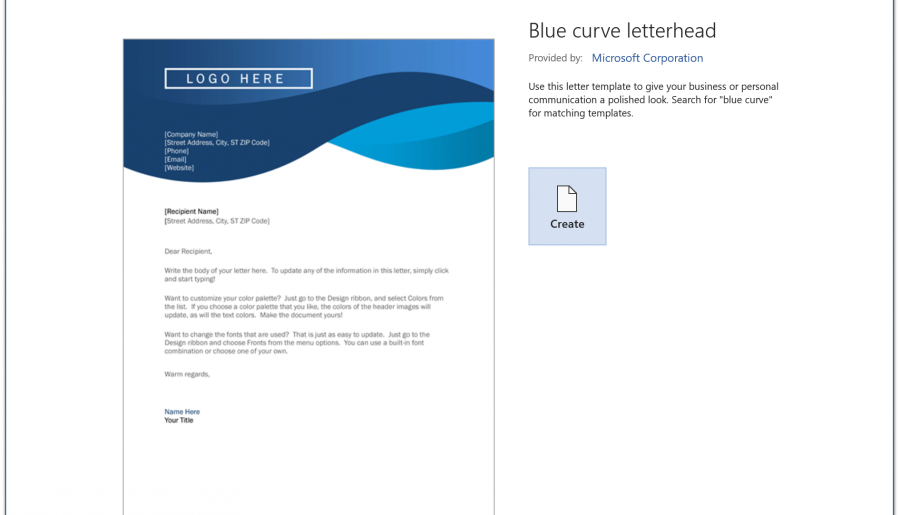 Blue curve letterhead
Provided by: Microsoft Corporation
Use this letter template to give your business or personal
communication a polished look. Search for "blue curve"
for matching templates.
Create
LOGO HERE
[Company Name]
[Street Address, City, ST ZIP Code]
[Phone]
[Email]
[Website]
[Recipient Name]
[Street Address, City, ST ZIP Code]
Dear Recipient,
Write the body of your letter here. To update any of the information in this letter, simply click
and start typing!
Want to customize your color palette? Just go to the Design ribbon, and select Colors from
the list. If you choose a color palette that you like, the colors of the header images will
update, as will the text colors. Make the document yours!
Want to change the fonts that are used? That is just as easy to update. Just go to the
Design ribbon and choose Fronts from the menu options. You can use a built-in font
combination or choose one of your own.
Warm regards,
Name Here
Your Title